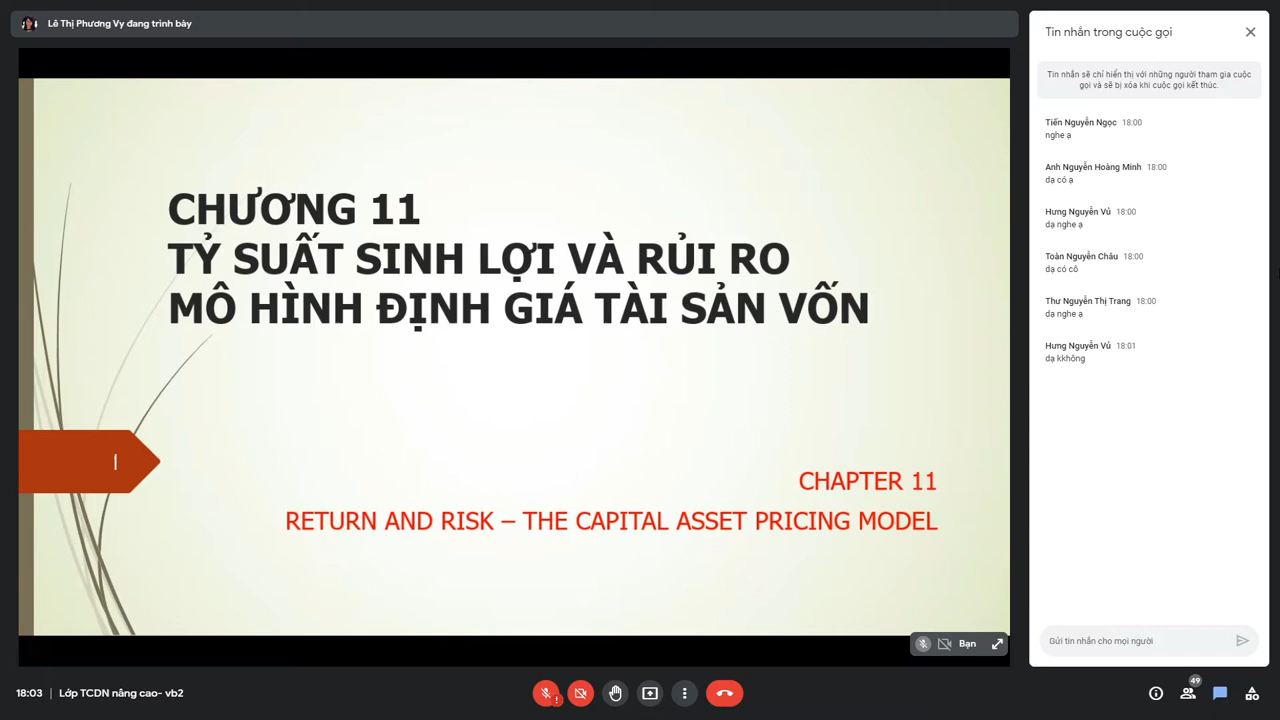 Lê Thị Phương Vy đang trình bày
CHƯƠNG 11
TỶ SUẤT SINH LỢI VÀ RỦI RO
MÔ HÌNH ĐỊNH GIÁ TÀI SẢN VỐN
CHAPTER 11
RETURN AND RISK – THE CAPITAL ASSET PRICING MODEL
Bạn
Tin nhắn trong cuộc gọi
Tin nhắn sẽ chỉ hiển thị với những người tham gia cuộc
gọi và sẽ bị xóa khi cuộc gọi kết thúc.
Tiến Nguyễn Ngọc 18:00
nghe ạ
Anh Nguyễn Hoàng Minh 18:00
dạ có ạ
Hưng Nguyễn Vủ 18:00
dạ nghe ạ
Toàn Nguyễn Châu 18:00
dạ có cô
Thư Nguyễn Thị Trang 18:00
dạ nghe ạ
Hưng Nguyễn Vủ 18:01
dạ kkhông
Gửi tin nhắn cho mọi người
18:03 | Lớp TCDN nâng cao- vb2
49